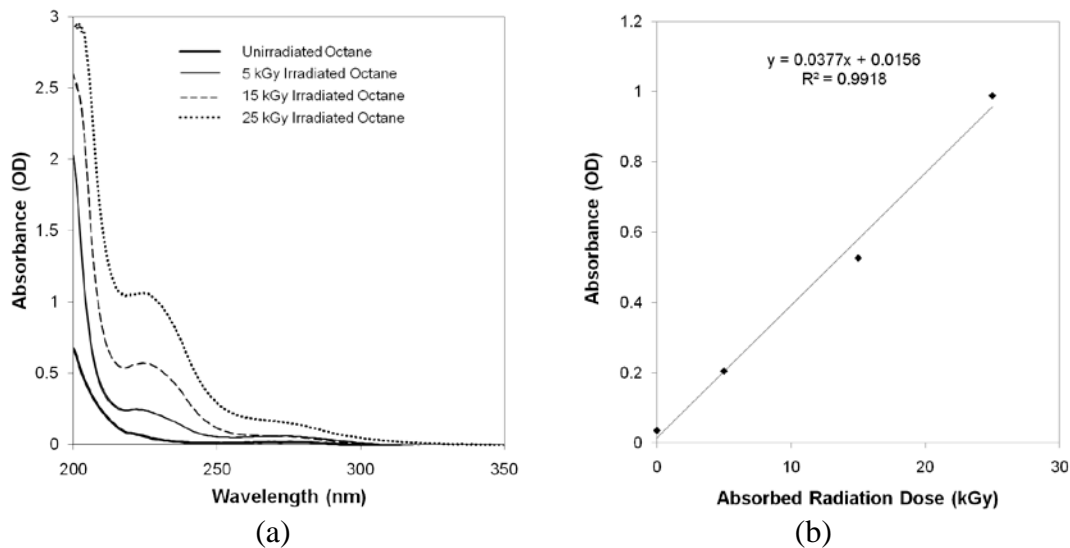 3
2.5
2
1.5
1
0.5
0
200
250
300
350
Absorbance (OD)
Wavelength (nm)
Unirradiated Octane
5 kGy Irradiated Octane
15 kGy Irradiated Octane
25 kGy Irradiated Octane
(a)
1.2
1
0.8
0.6
0.4
0.2
0
0
10
20
30
Absorbance (OD)
Absorbed Radiation Dose (kGy)
y = 0.0377x + 0.0156
R² = 0.9918
(b)